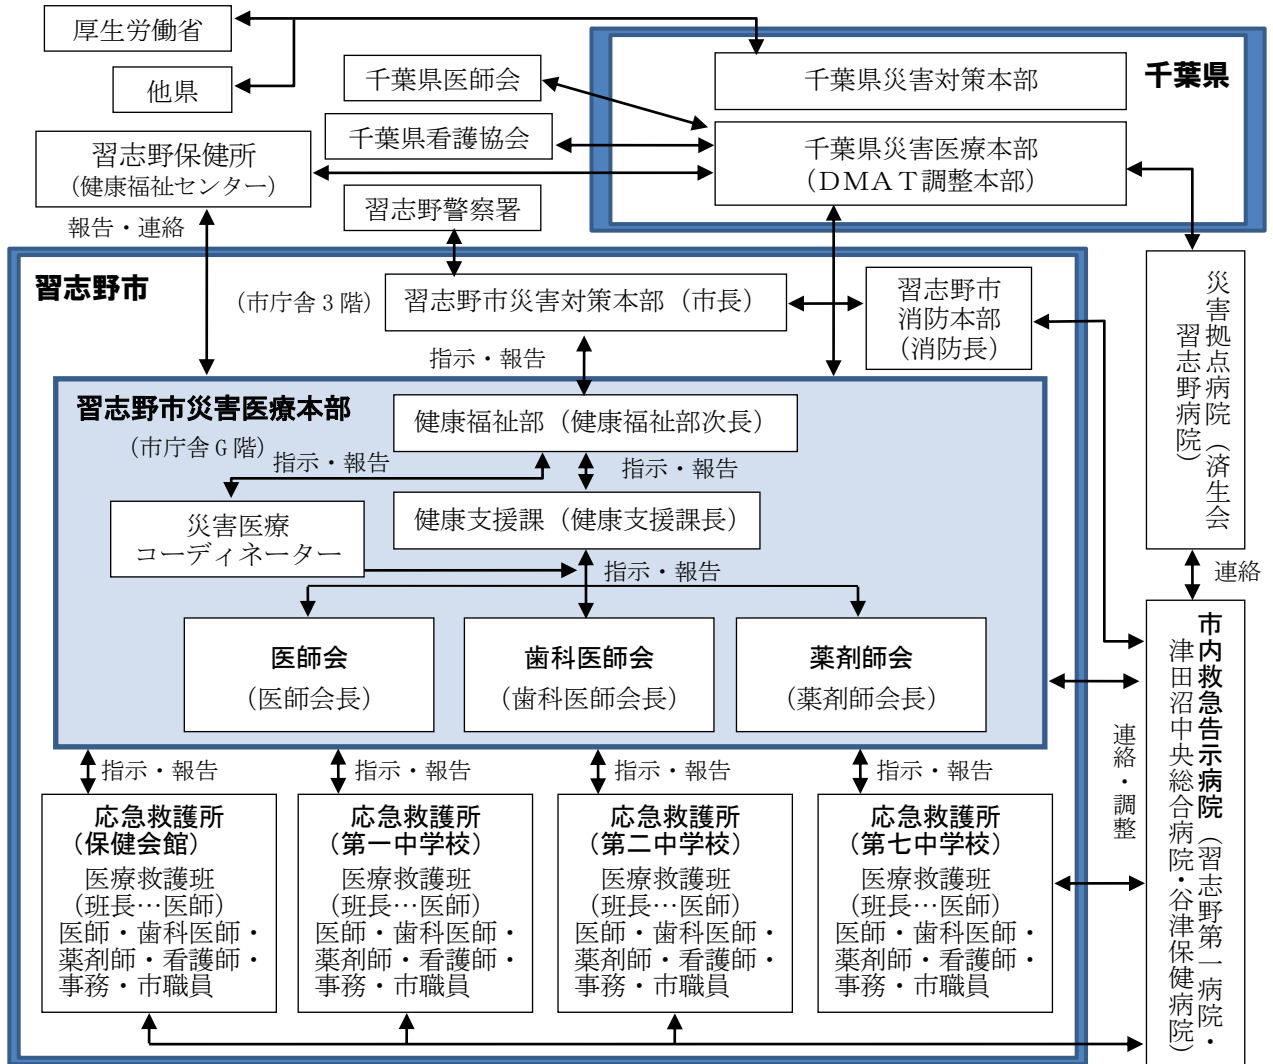 厚生労働省
他県
千葉県医師会
千葉県看護協会
習志野保健所
(健康福祉センター)
習志野警察署
報告・連絡
千葉県
千葉県災害対策本部
千葉県災害医療本部
(DMAT調整本部)
習志野市
(市庁舎3階)
習志野市災害対策本部(市長)
習志野市
消防本部
(消防長)
指示・報告
習志野市災害医療本部
(市庁舎G階)
健康福祉部(健康福祉部次長)
指示・報告
指示・報告
災害医療
コーディネーター
健康支援課(健康支援課長)
指示・報告
医師会
(医師会長)
歯科医師会
(歯科医師会長)
薬剤師会
(薬剤師会長)
指示・報告
指示・報告
指示・報告
指示・報告
応急救護所
(保健会館)
医療救護班
(班長…医師)
医師・歯科医師・
薬剤師・看護師・
事務・市職員
応急救護所
(第一中学校)
医療救護班
(班長…医師)
医師・歯科医師・
薬剤師・看護師・
事務・市職員
応急救護所
(第二中学校)
医療救護班
(班長…医師)
医師・歯科医師・
薬剤師・看護師・
事務・市職員
応急救護所
(第七中学校)
医療救護班
(班長…医師)
医師・歯科医師・
薬剤師・看護師・
事務・市職員
災害拠点病院(済生会
習志野病院)
連絡
連絡・調整
市内救急告示病院(習志野第一病院・
津田沼中央総合病院・谷津保健病院)